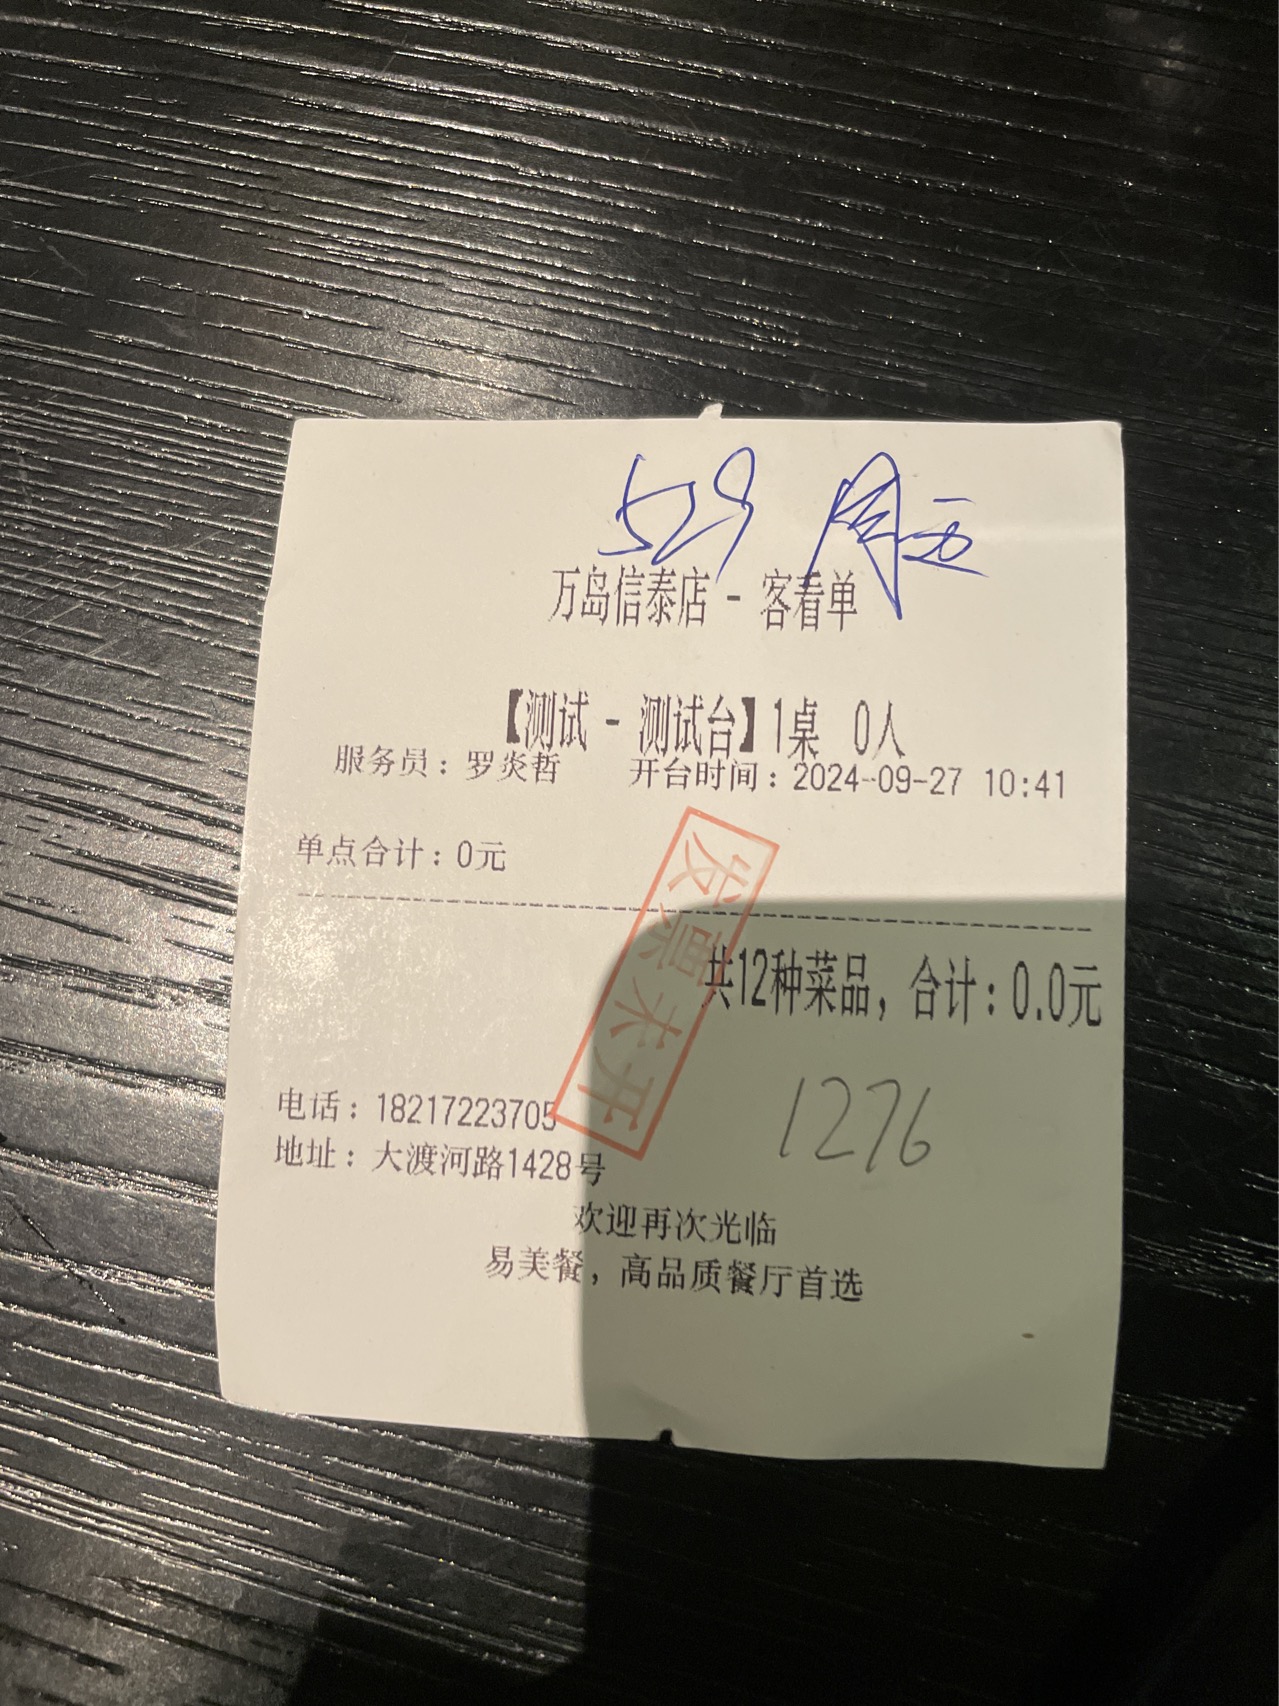 529 周五
万岛信泰店 - 客看单
【测试 - 测试台】1桌 0人
服务员：罗炎哲 开台时间：2024-09-27 10:41
单点合计：0元
共12种菜品，合计：0.0元
发票未开
1276
电话：18217223705
地址：大渡河路1428号
欢迎再次光临
易美餐，高品质餐厅首选